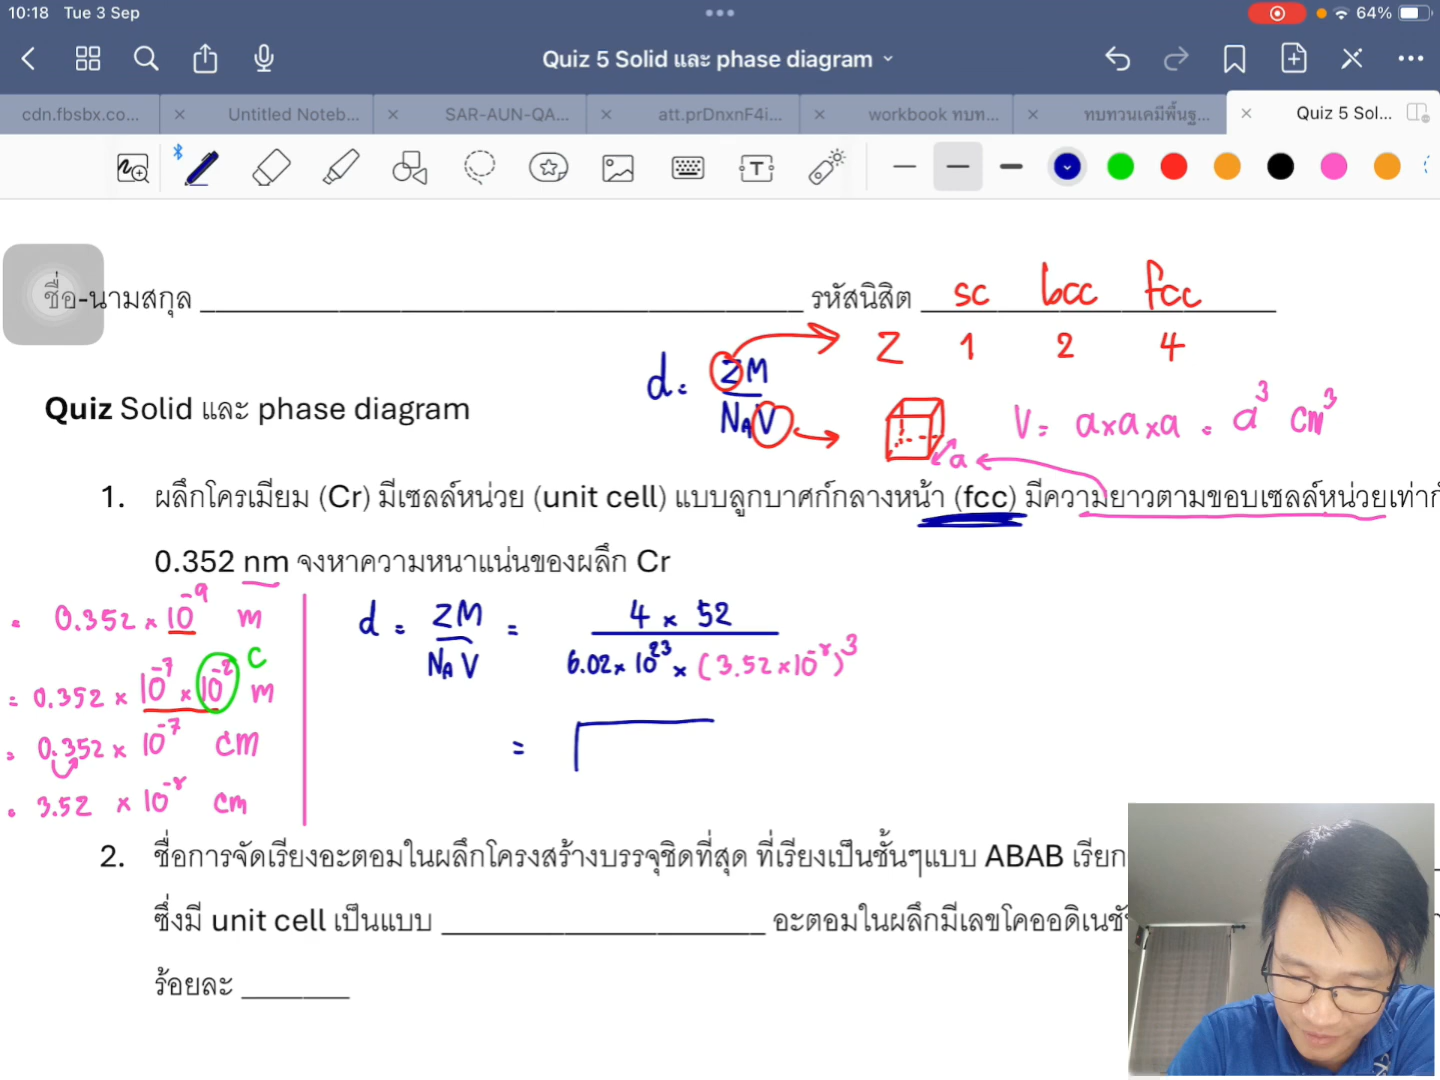 10:18 Tue 3 Sep
64%
Quiz 5 Solid และ phase diagram
cdn.fbsbx.co...
Untitled Noteb...
SAR-AUN-QA...
att.prDnxnF4i...
workbook ทบท...
ทบทวนเคมีพื้นฐ...
Quiz 5 Sol...
ชื่อ-นามสกุล
รหัสนิสิต
sc bcc fcc
Z 1 2 4
d = ZM
N_A V
a
V = a×a×a = a³ cm³
Quiz Solid และ phase diagram
1. ผลึกโครเมียม (Cr) มีเซลล์หน่วย (unit cell) แบบลูกบาศก์กลางหน้า (fcc) มีความยาวตามขอบเซลล์หน่วยเท่ากั
0.352 nm จงหาความหนาแน่นของผลึก Cr
= 0.352 × 10⁻⁹ m
= 0.352 × 10⁻⁷ × 10⁻² m
C
= 0.352 × 10⁻⁷ cm
= 3.52 × 10⁻⁸ cm
d = ZM = 4 × 52
N_A V 6.02 × 10²³ × (3.52 × 10⁻⁸)³
=
2. ชื่อการจัดเรียงอะตอมในผลึกโครงสร้างบรรจุชิดที่สุด ที่เรียงเป็นชั้นๆแบบ ABAB เรียก
ซึ่งมี unit cell เป็นแบบ
อะตอมในผลึกมีเลขโคออดิเนชั
ร้อยละ